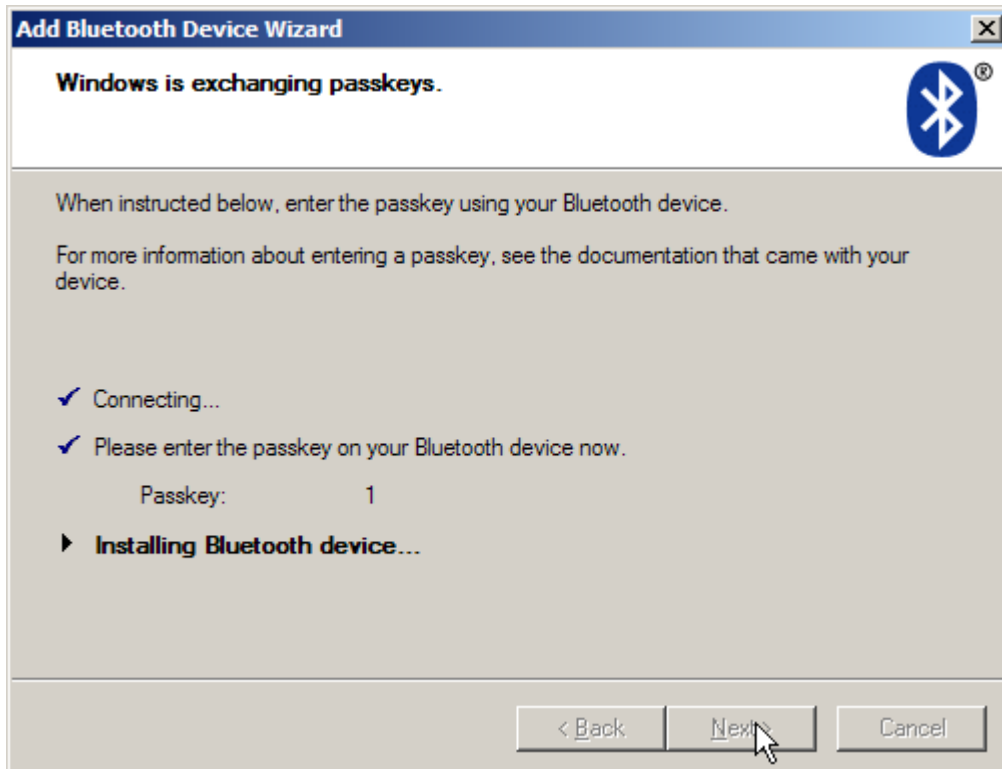 Add Bluetooth Device Wizard
Windows is exchanging passkeys.
®
When instructed below, enter the passkey using your Bluetooth device.
For more information about entering a passkey, see the documentation that came with your
device.
Connecting...
Please enter the passkey on your Bluetooth device now.
Passkey: 1
Installing Bluetooth device...
< Back Next > Cancel